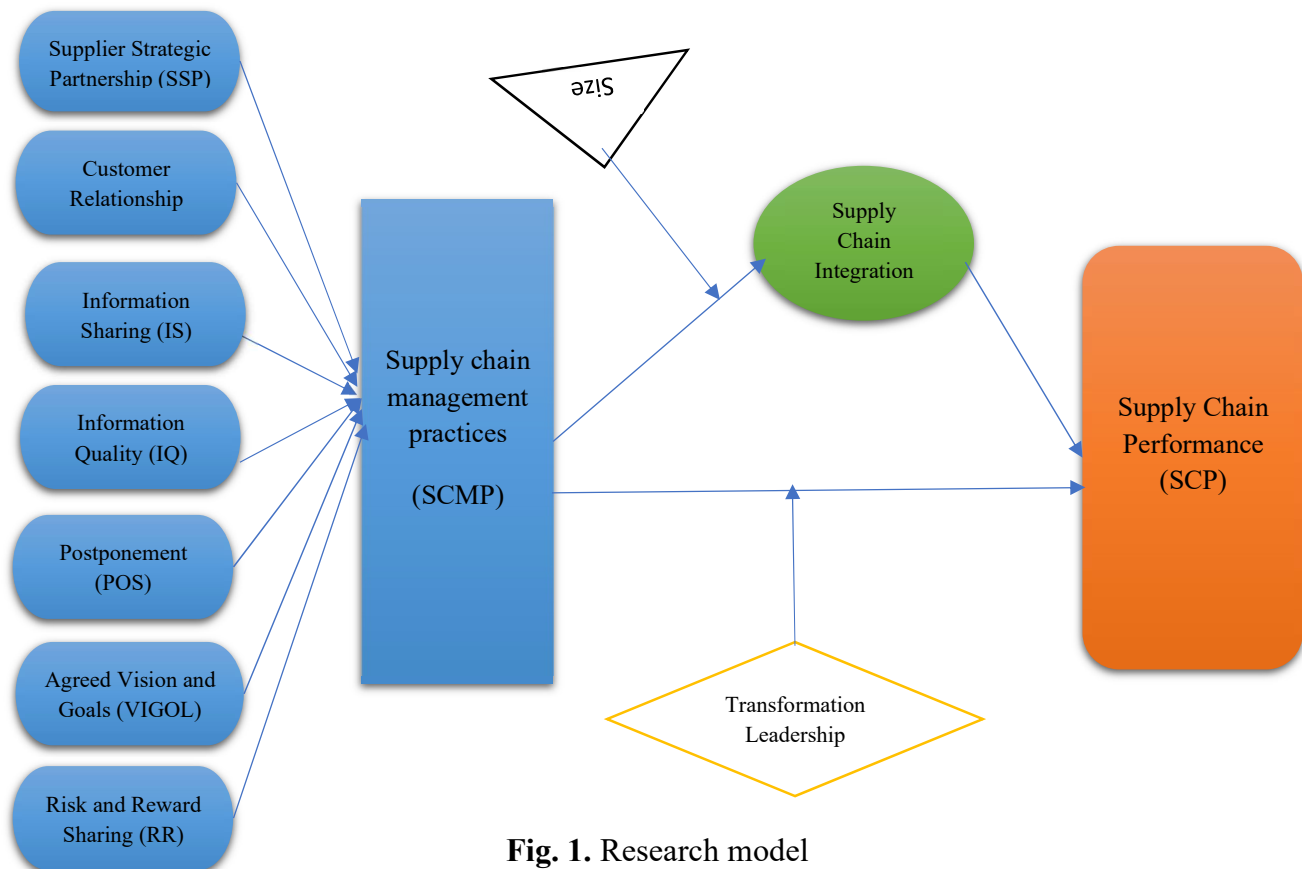 Supplier Strategic
Partnership (SSP)
Customer
Relationship
Information
Sharing (IS)
Information
Quality (IQ)
Postponement
(POS)
Agreed Vision and
Goals (VIGOL)
Risk and Reward
Sharing (RR)
Supply chain
management
practices
(SCMP)
Size
Supply
Chain
Integration
Transformation
Leadership
Supply Chain
Performance
(SCP)
Fig. 1. Research model